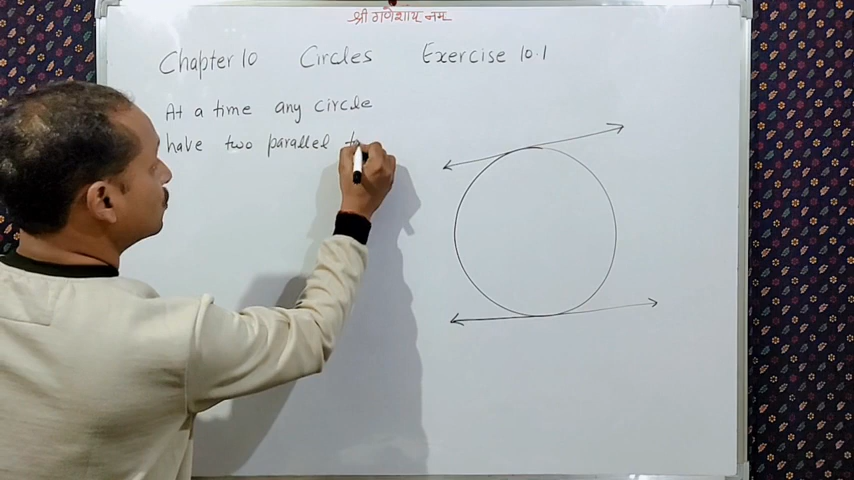 श्री गणेशाय नमः
Chapter 10 Circles Exercise 10.1
At a time any circle
have two parallel